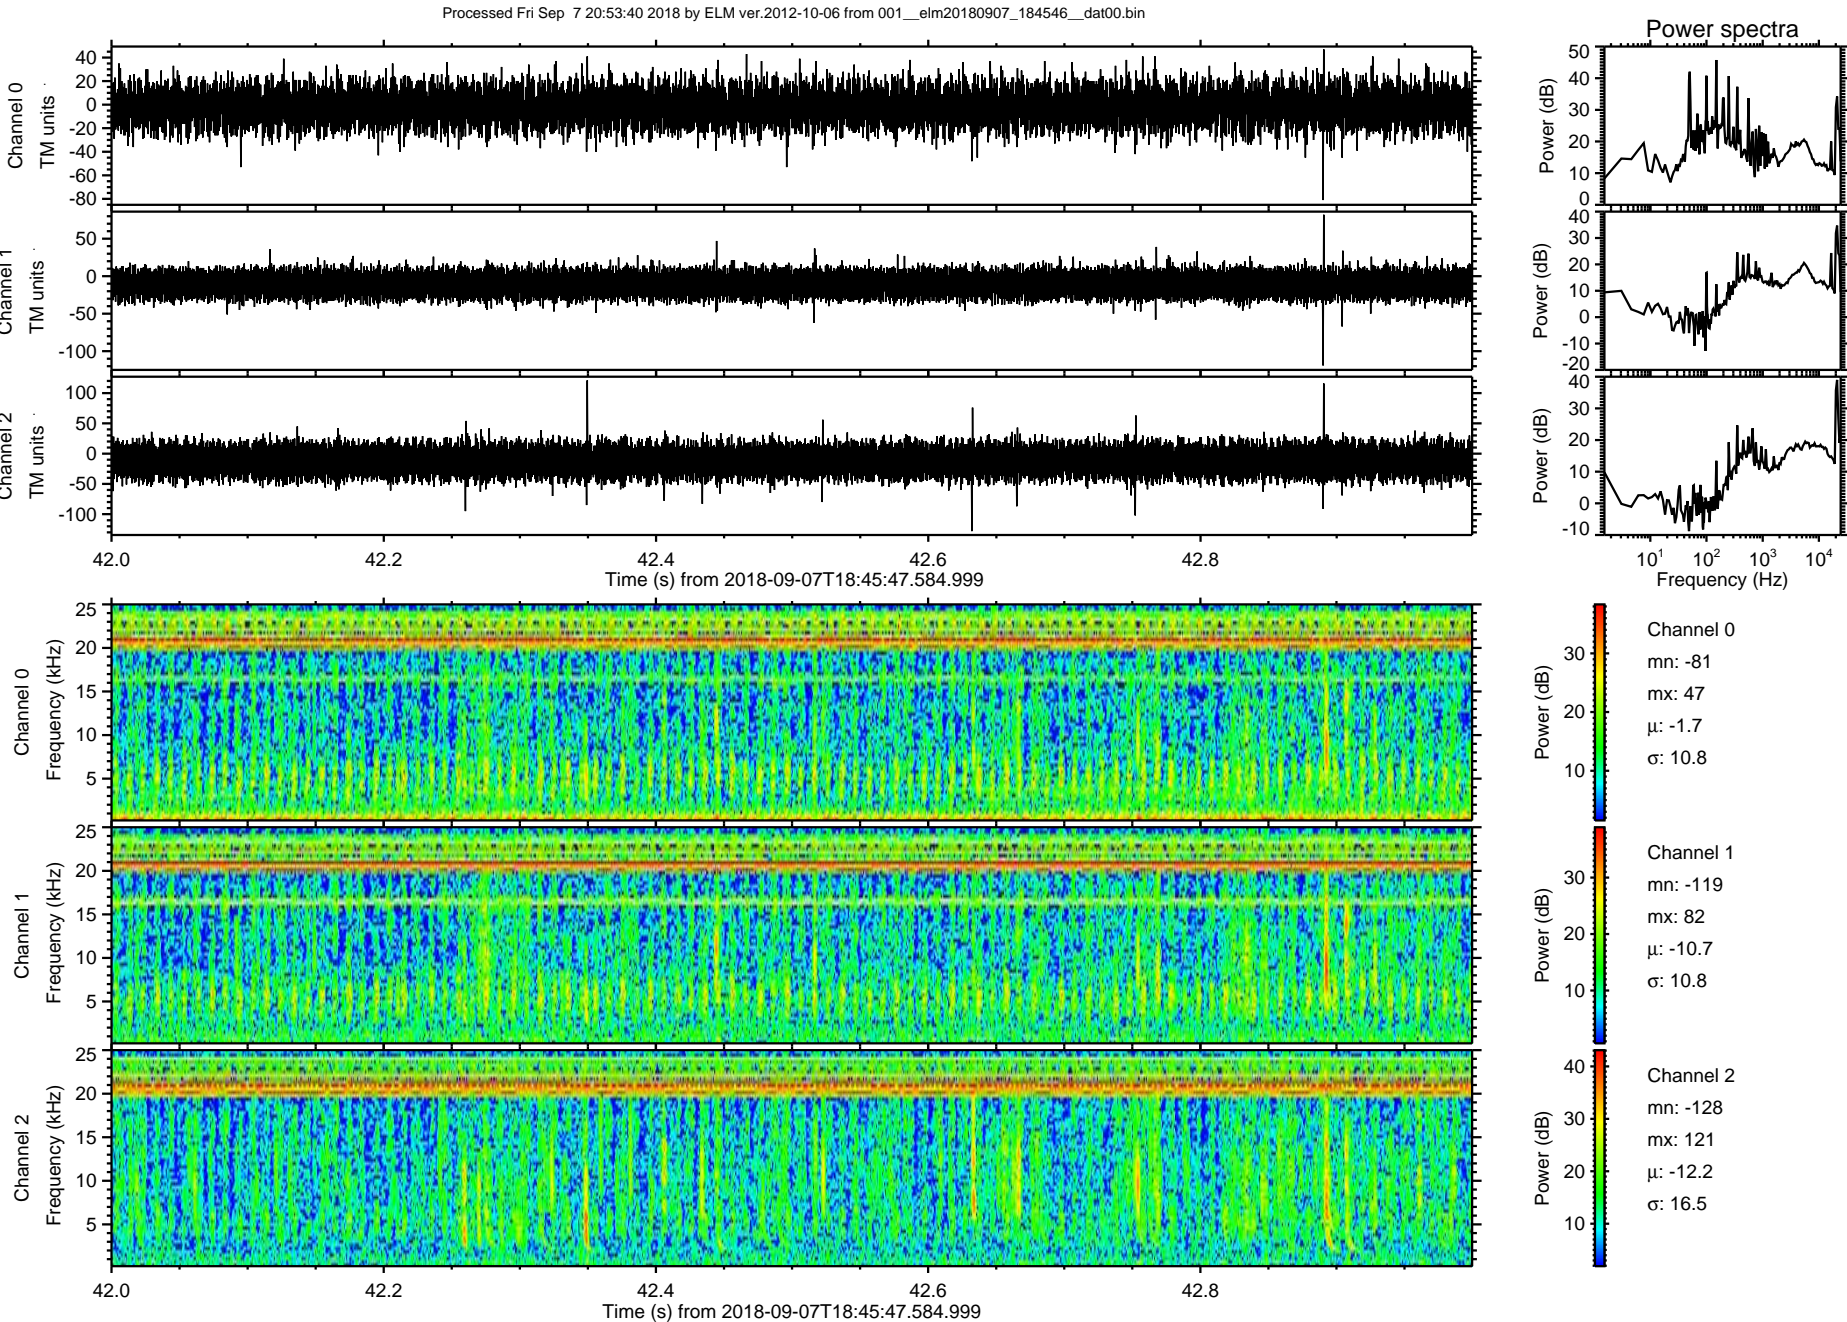 Processed Fri Sep 7 20:53:40 2018 by ELM ver.2012-10-06 from 001__elm20180907_184546__dat00.bin
Power spectra
Channel 0
TM units
40
20
0
-20
-40
-60
-80
Power (dB)
50
40
30
20
10
0
Channel 1
TM units
50
0
-50
-100
Power (dB)
40
30
20
10
0
-10
-20
Channel 2
TM units
100
50
0
-50
-100
Power (dB)
40
30
20
10
0
-10
42.0 42.2 42.4 42.6 42.8
Time (s) from 2018-09-07T18:45:47.584.999
10¹ 10² 10³ 10⁴
Frequency (Hz)
Channel 0
Frequency (kHz)
25
20
15
10
5
Power (dB)
30
20
10
Channel 0
mn: -81
mx: 47
μ: -1.7
σ: 10.8
Channel 1
Frequency (kHz)
25
20
15
10
5
Power (dB)
30
20
10
Channel 1
mn: -119
mx: 82
μ: -10.7
σ: 10.8
Channel 2
Frequency (kHz)
25
20
15
10
5
Power (dB)
40
30
20
10
Channel 2
mn: -128
mx: 121
μ: -12.2
σ: 16.5
42.0 42.2 42.4 42.6 42.8
Time (s) from 2018-09-07T18:45:47.584.999